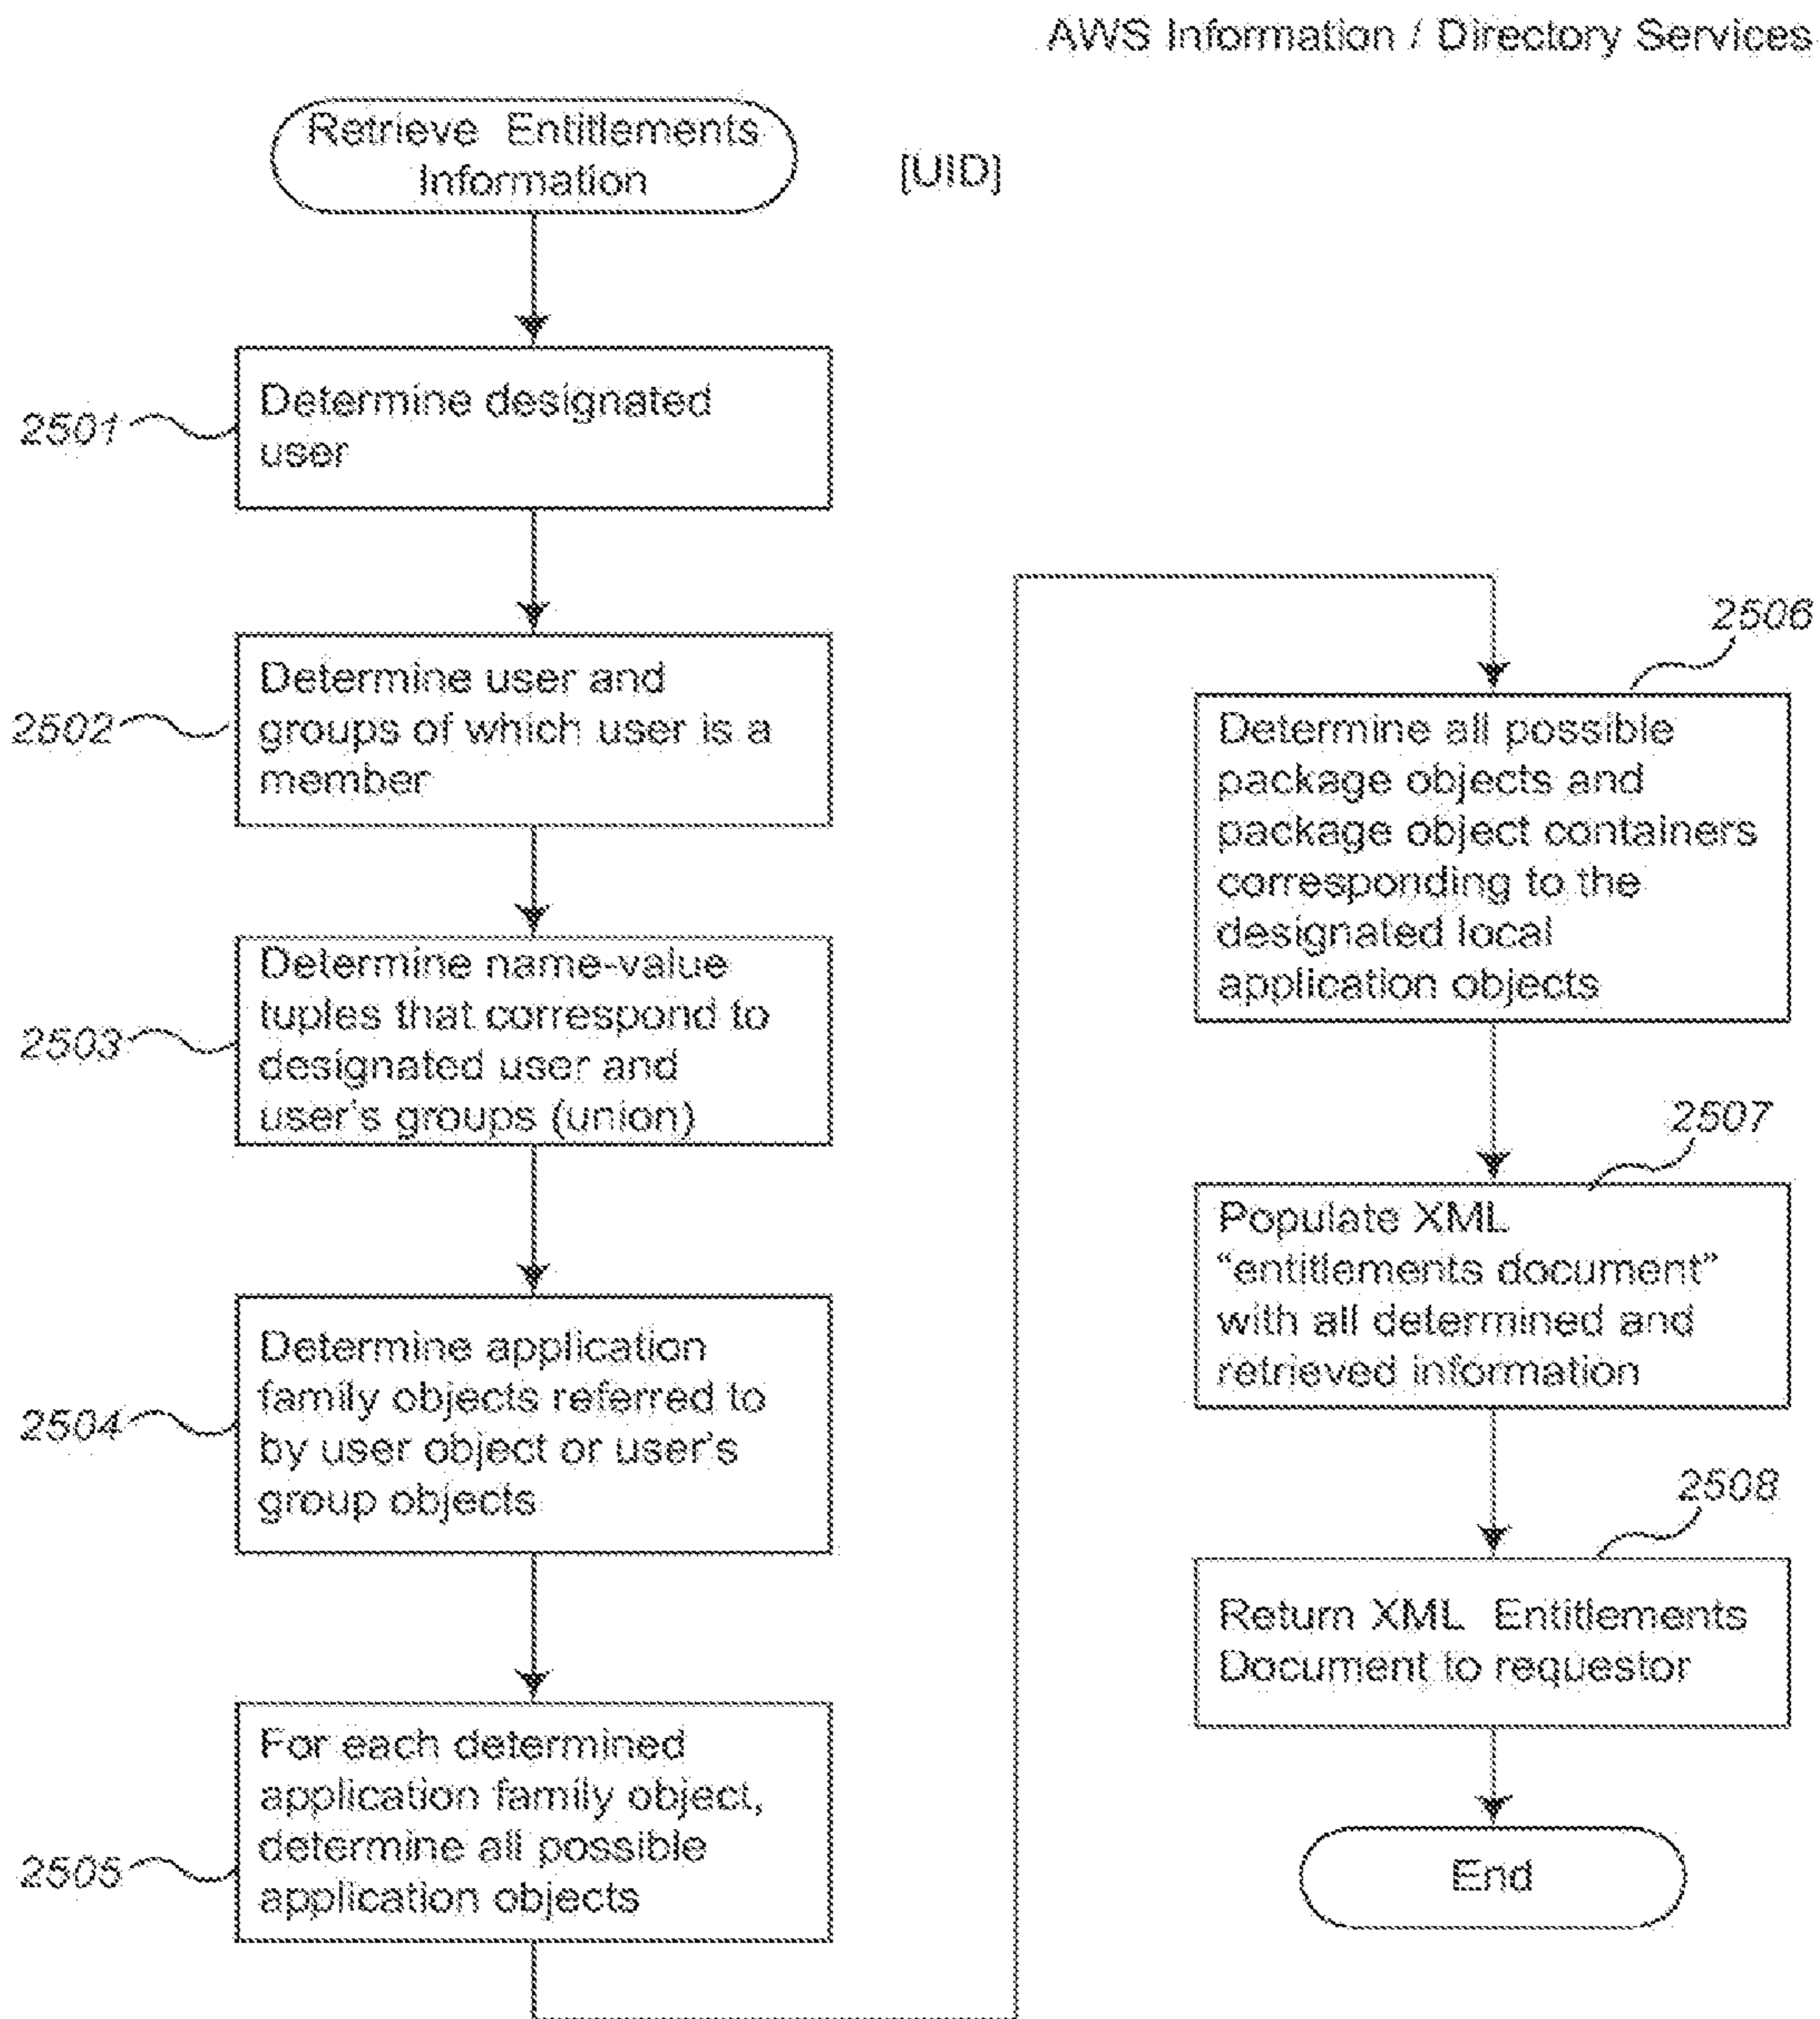 AWS Information / Directory Services
Retrieve Entitlements
Information
[UID]
2501
Determine designated
user
2502
Determine user and
groups of which user is a
member
2503
Determine name-value
tuples that correspond to
designated user and
user's groups (union)
2504
Determine application
family objects referred to
by user object or user's
group objects
2505
For each determined
application family object,
determine all possible
application objects
2506
Determine all possible
package objects and
package object containers
corresponding to the
designated local
application objects
2507
Populate XML
“entitlements document”
with all determined and
retrieved information
2508
Return XML Entitlements
Document to requestor
End